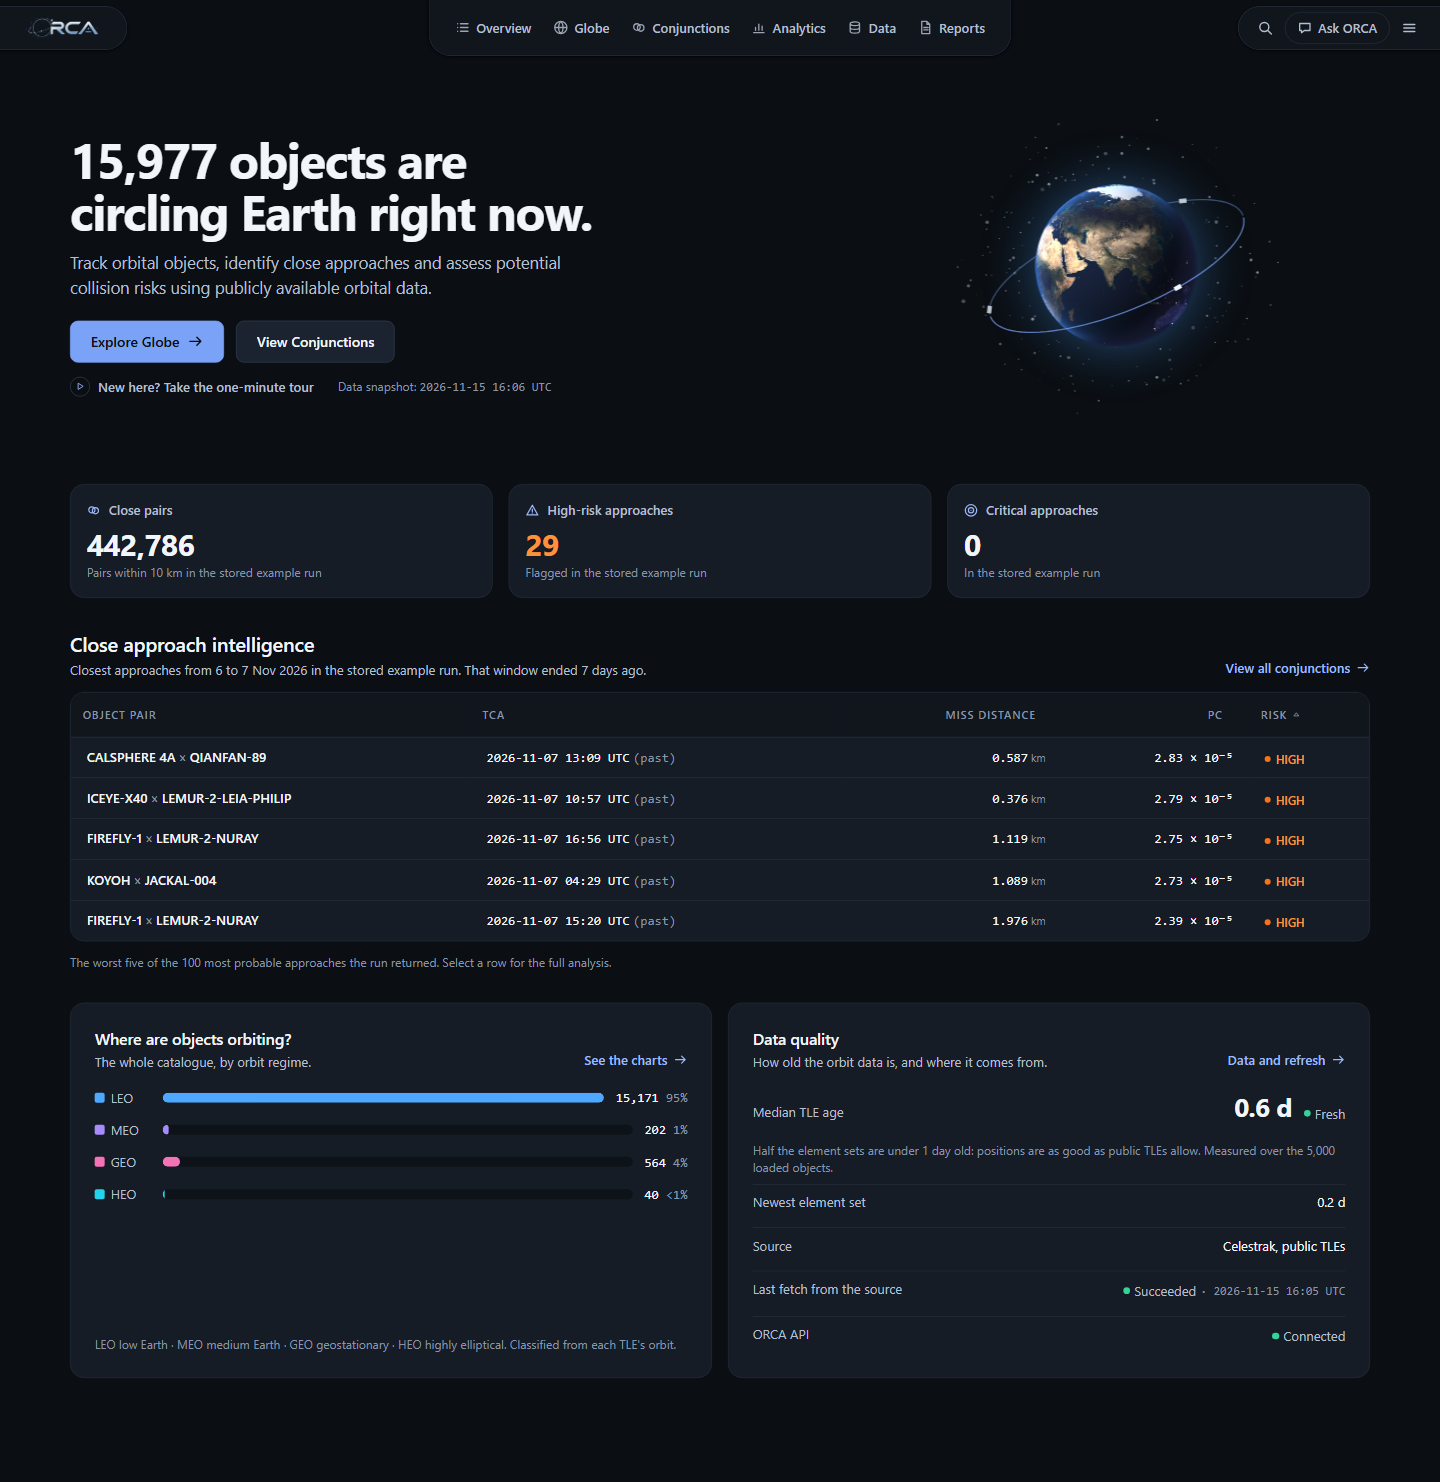 ORCA
Overview
Globe
Conjunctions
Analytics
Data
Reports
Ask ORCA
15,977 objects are
circling Earth right now.
Track orbital objects, identify close approaches and assess potential
collision risks using publicly available orbital data.
Explore Globe →
View Conjunctions
New here? Take the one-minute tour
Data snapshot: 2026-11-15 16:06 UTC
Close pairs
442,786
Pairs within 10 km in the stored example run
High-risk approaches
29
Flagged in the stored example run
Critical approaches
0
In the stored example run
Close approach intelligence
Closest approaches from 6 to 7 Nov 2026 in the stored example run. That window ended 7 days ago.
View all conjunctions →
OBJECT PAIR TCA MISS DISTANCE PC RISK
CALSPHERE 4A x QIANFAN-89 2026-11-07 13:09 UTC (past) 0.587 km 2.83 x 10⁻⁵ HIGH
ICEYE-X40 x LEMUR-2-LEIA-PHILIP 2026-11-07 10:57 UTC (past) 0.376 km 2.79 x 10⁻⁵ HIGH
FIREFLY-1 x LEMUR-2-NURAY 2026-11-07 16:56 UTC (past) 1.119 km 2.75 x 10⁻⁵ HIGH
KOYOH x JACKAL-004 2026-11-07 04:29 UTC (past) 1.089 km 2.73 x 10⁻⁵ HIGH
FIREFLY-1 x LEMUR-2-NURAY 2026-11-07 15:20 UTC (past) 1.976 km 2.39 x 10⁻⁵ HIGH
The worst five of the 100 most probable approaches the run returned. Select a row for the full analysis.
Where are objects orbiting?
The whole catalogue, by orbit regime.
See the charts →
LEO 15,171 95%
MEO 202 1%
GEO 564 4%
HEO 40 <1%
LEO low Earth · MEO medium Earth · GEO geostationary · HEO highly elliptical. Classified from each TLE's orbit.
Data quality
How old the orbit data is, and where it comes from.
Data and refresh →
Median TLE age 0.6 d Fresh
Half the element sets are under 1 day old: positions are as good as public TLEs allow. Measured over the 5,000
loaded objects.
Newest element set 0.2 d
Source Celestrak, public TLEs
Last fetch from the source Succeeded · 2026-11-15 16:05 UTC
ORCA API Connected